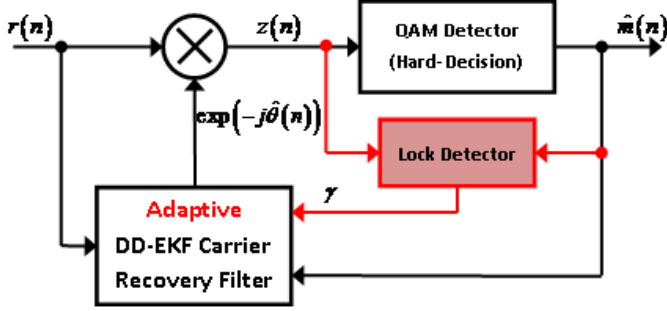 r(n)
z(n)
QAM Detector
(Hard-Decision)
m̂(n)
exp(−jθ̂(n))
Lock Detector
γ
Adaptive
DD-EKF Carrier
Recovery Filter